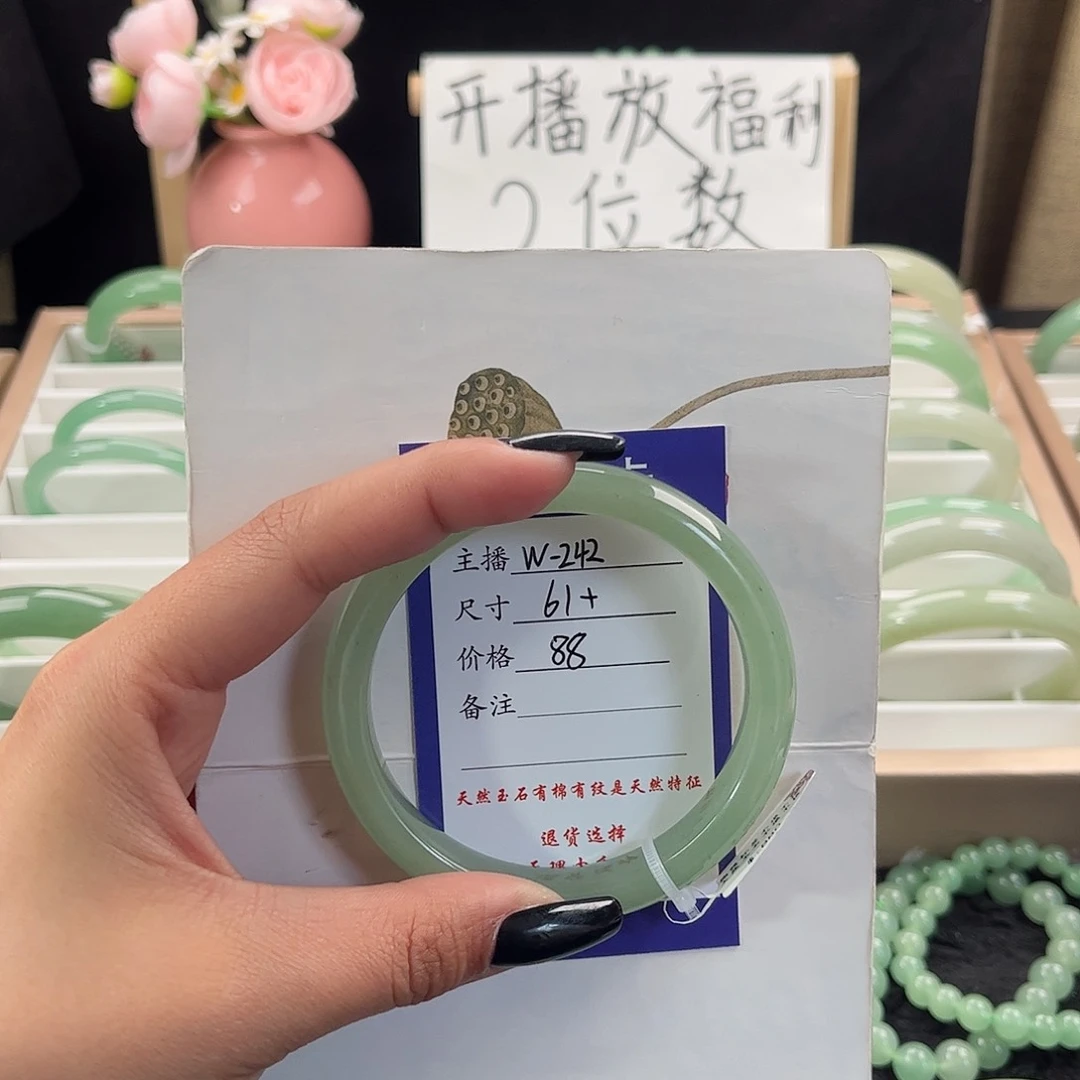 开播放福利
2位数
主播 W-242
尺寸 61+
价格 88
备注
天然玉石有棉有纹是天然特征
退货选择